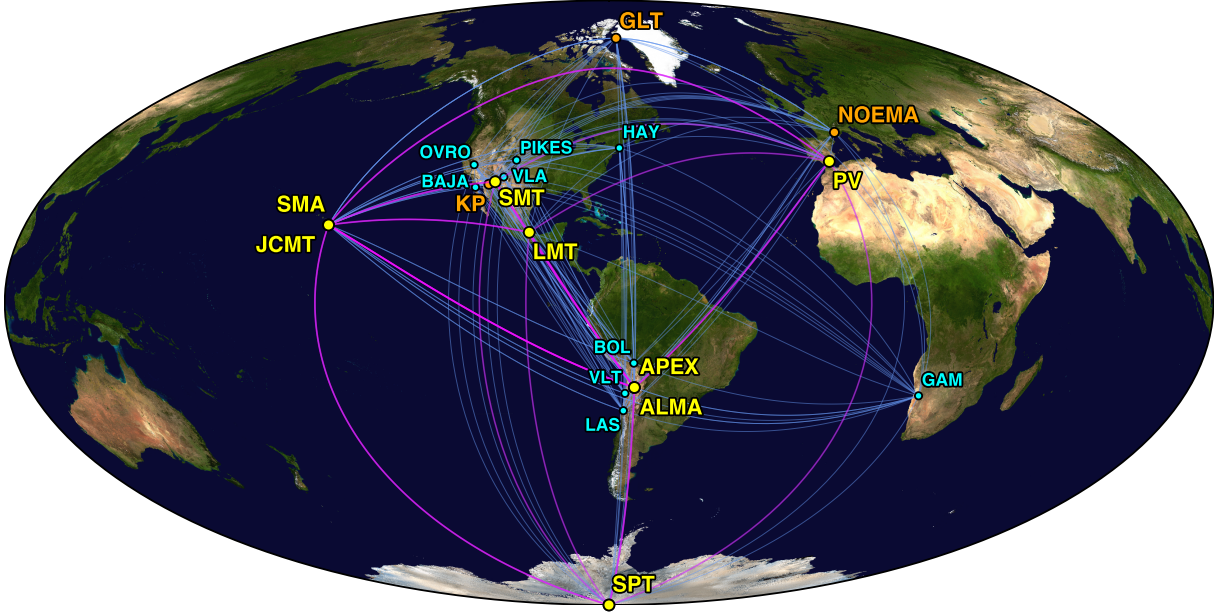 GLT
NOEMA
HAY
PIKES
OVRO
PV
VLA
BAJA
SMT
KP
SMA
JCMT
LMT
BOL
APEX
VLT
GAM
ALMA
LAS
SPT